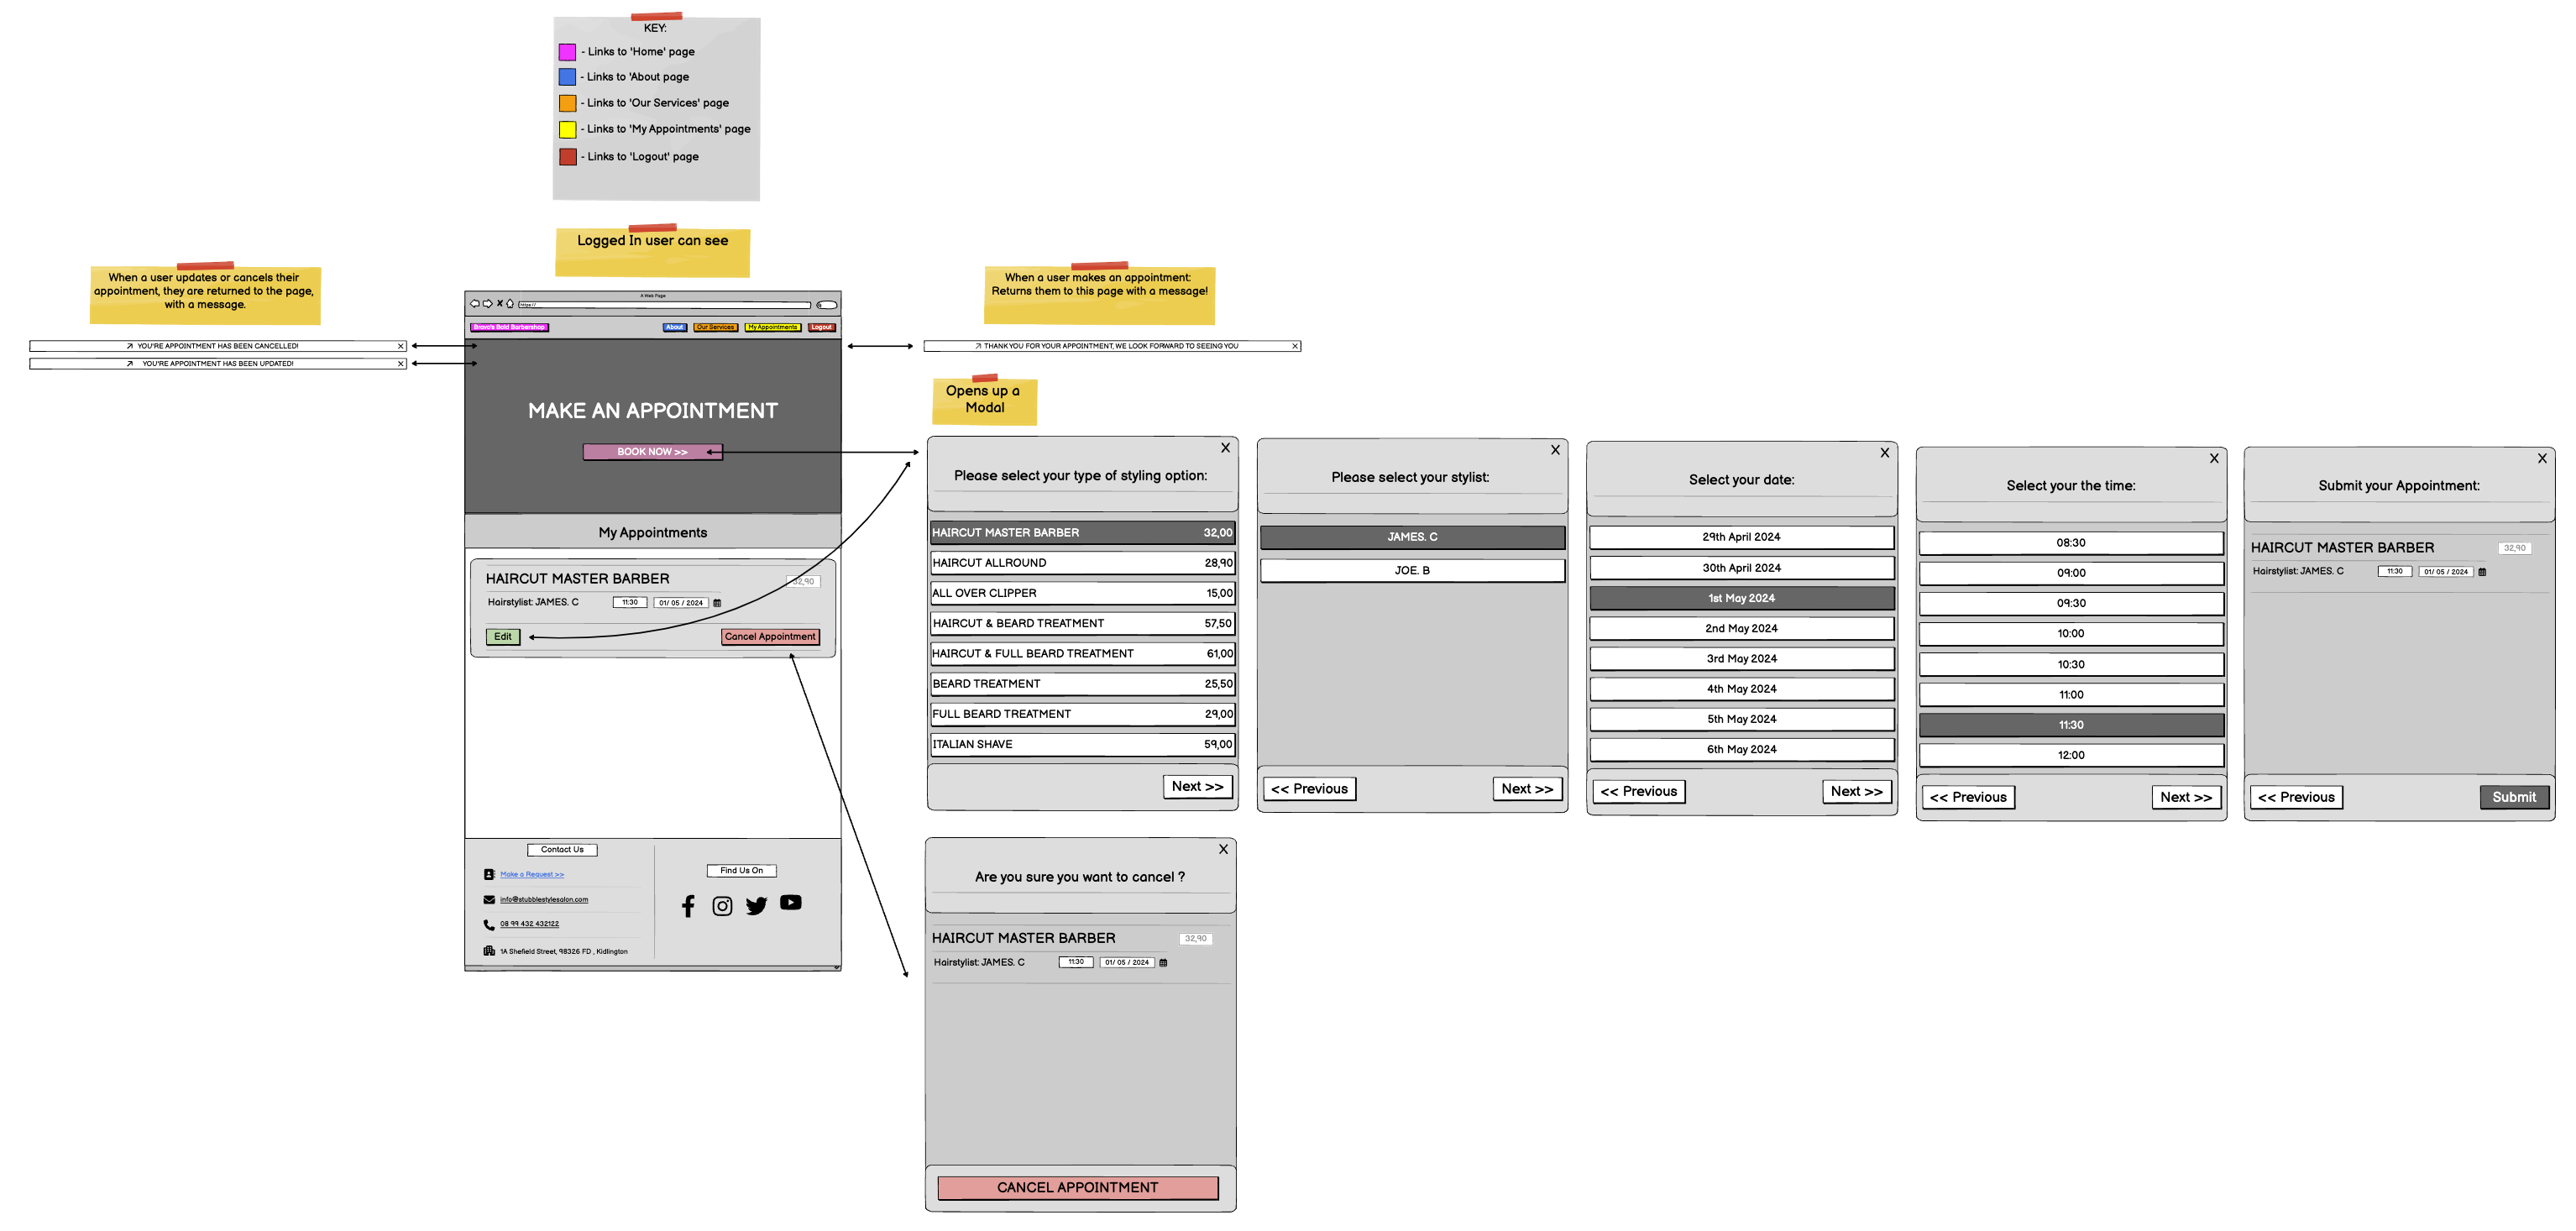 KEY:
- Links to 'Home' page
- Links to 'About page
- Links to 'Our Services' page
- Links to 'My Appointments' page
- Links to 'Logout' page
Logged In user can see
When a user updates or cancels their
appointment, they are returned to the page,
with a message.
YOU'RE APPOINTMENT HAS BEEN CANCELLED!
YOU'RE APPOINTMENT HAS BEEN UPDATED!
When a user makes an appointment:
Returns them to this page with a message!
THANK YOU FOR YOUR APPOINTMENT, WE LOOK FORWARD TO SEEING YOU
A Web Page
https://
Bravo's Bold Barbershop
About
Our Services
My Appointments
Logout
MAKE AN APPOINTMENT
BOOK NOW >>
My Appointments
HAIRCUT MASTER BARBER 32,90
Hairstylist: JAMES. C 11:30 01/ 05 / 2024
Edit
Cancel Appointment
Contact Us
Make a Request >>
info@stubblestylesalon.com
08 99 432 432122
1A Shefield Street, 98326 FD , Kidlington
Find Us On
Opens up a
Modal
X
Please select your type of styling option:
HAIRCUT MASTER BARBER 32,00
HAIRCUT ALLROUND 28,90
ALL OVER CLIPPER 15,00
HAIRCUT & BEARD TREATMENT 57,50
HAIRCUT & FULL BEARD TREATMENT 61,00
BEARD TREATMENT 25,50
FULL BEARD TREATMENT 29,00
ITALIAN SHAVE 59,00
Next >>
X
Please select your stylist:
JAMES. C
JOE. B
<< Previous
Next >>
X
Select your date:
29th April 2024
30th April 2024
1st May 2024
2nd May 2024
3rd May 2024
4th May 2024
5th May 2024
6th May 2024
<< Previous
Next >>
X
Select your the time:
08:30
09:00
09:30
10:00
10:30
11:00
11:30
12:00
<< Previous
Next >>
X
Submit your Appointment:
HAIRCUT MASTER BARBER 32,90
Hairstylist: JAMES. C 11:30 01/ 05 / 2024
<< Previous
Submit
X
Are you sure you want to cancel ?
HAIRCUT MASTER BARBER 32,90
Hairstylist: JAMES. C 11:30 01/ 05 / 2024
CANCEL APPOINTMENT